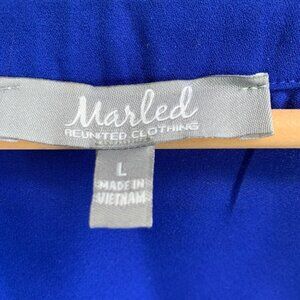 Marled
REUNITED CLOTHING
L
MADE IN
VIETNAM